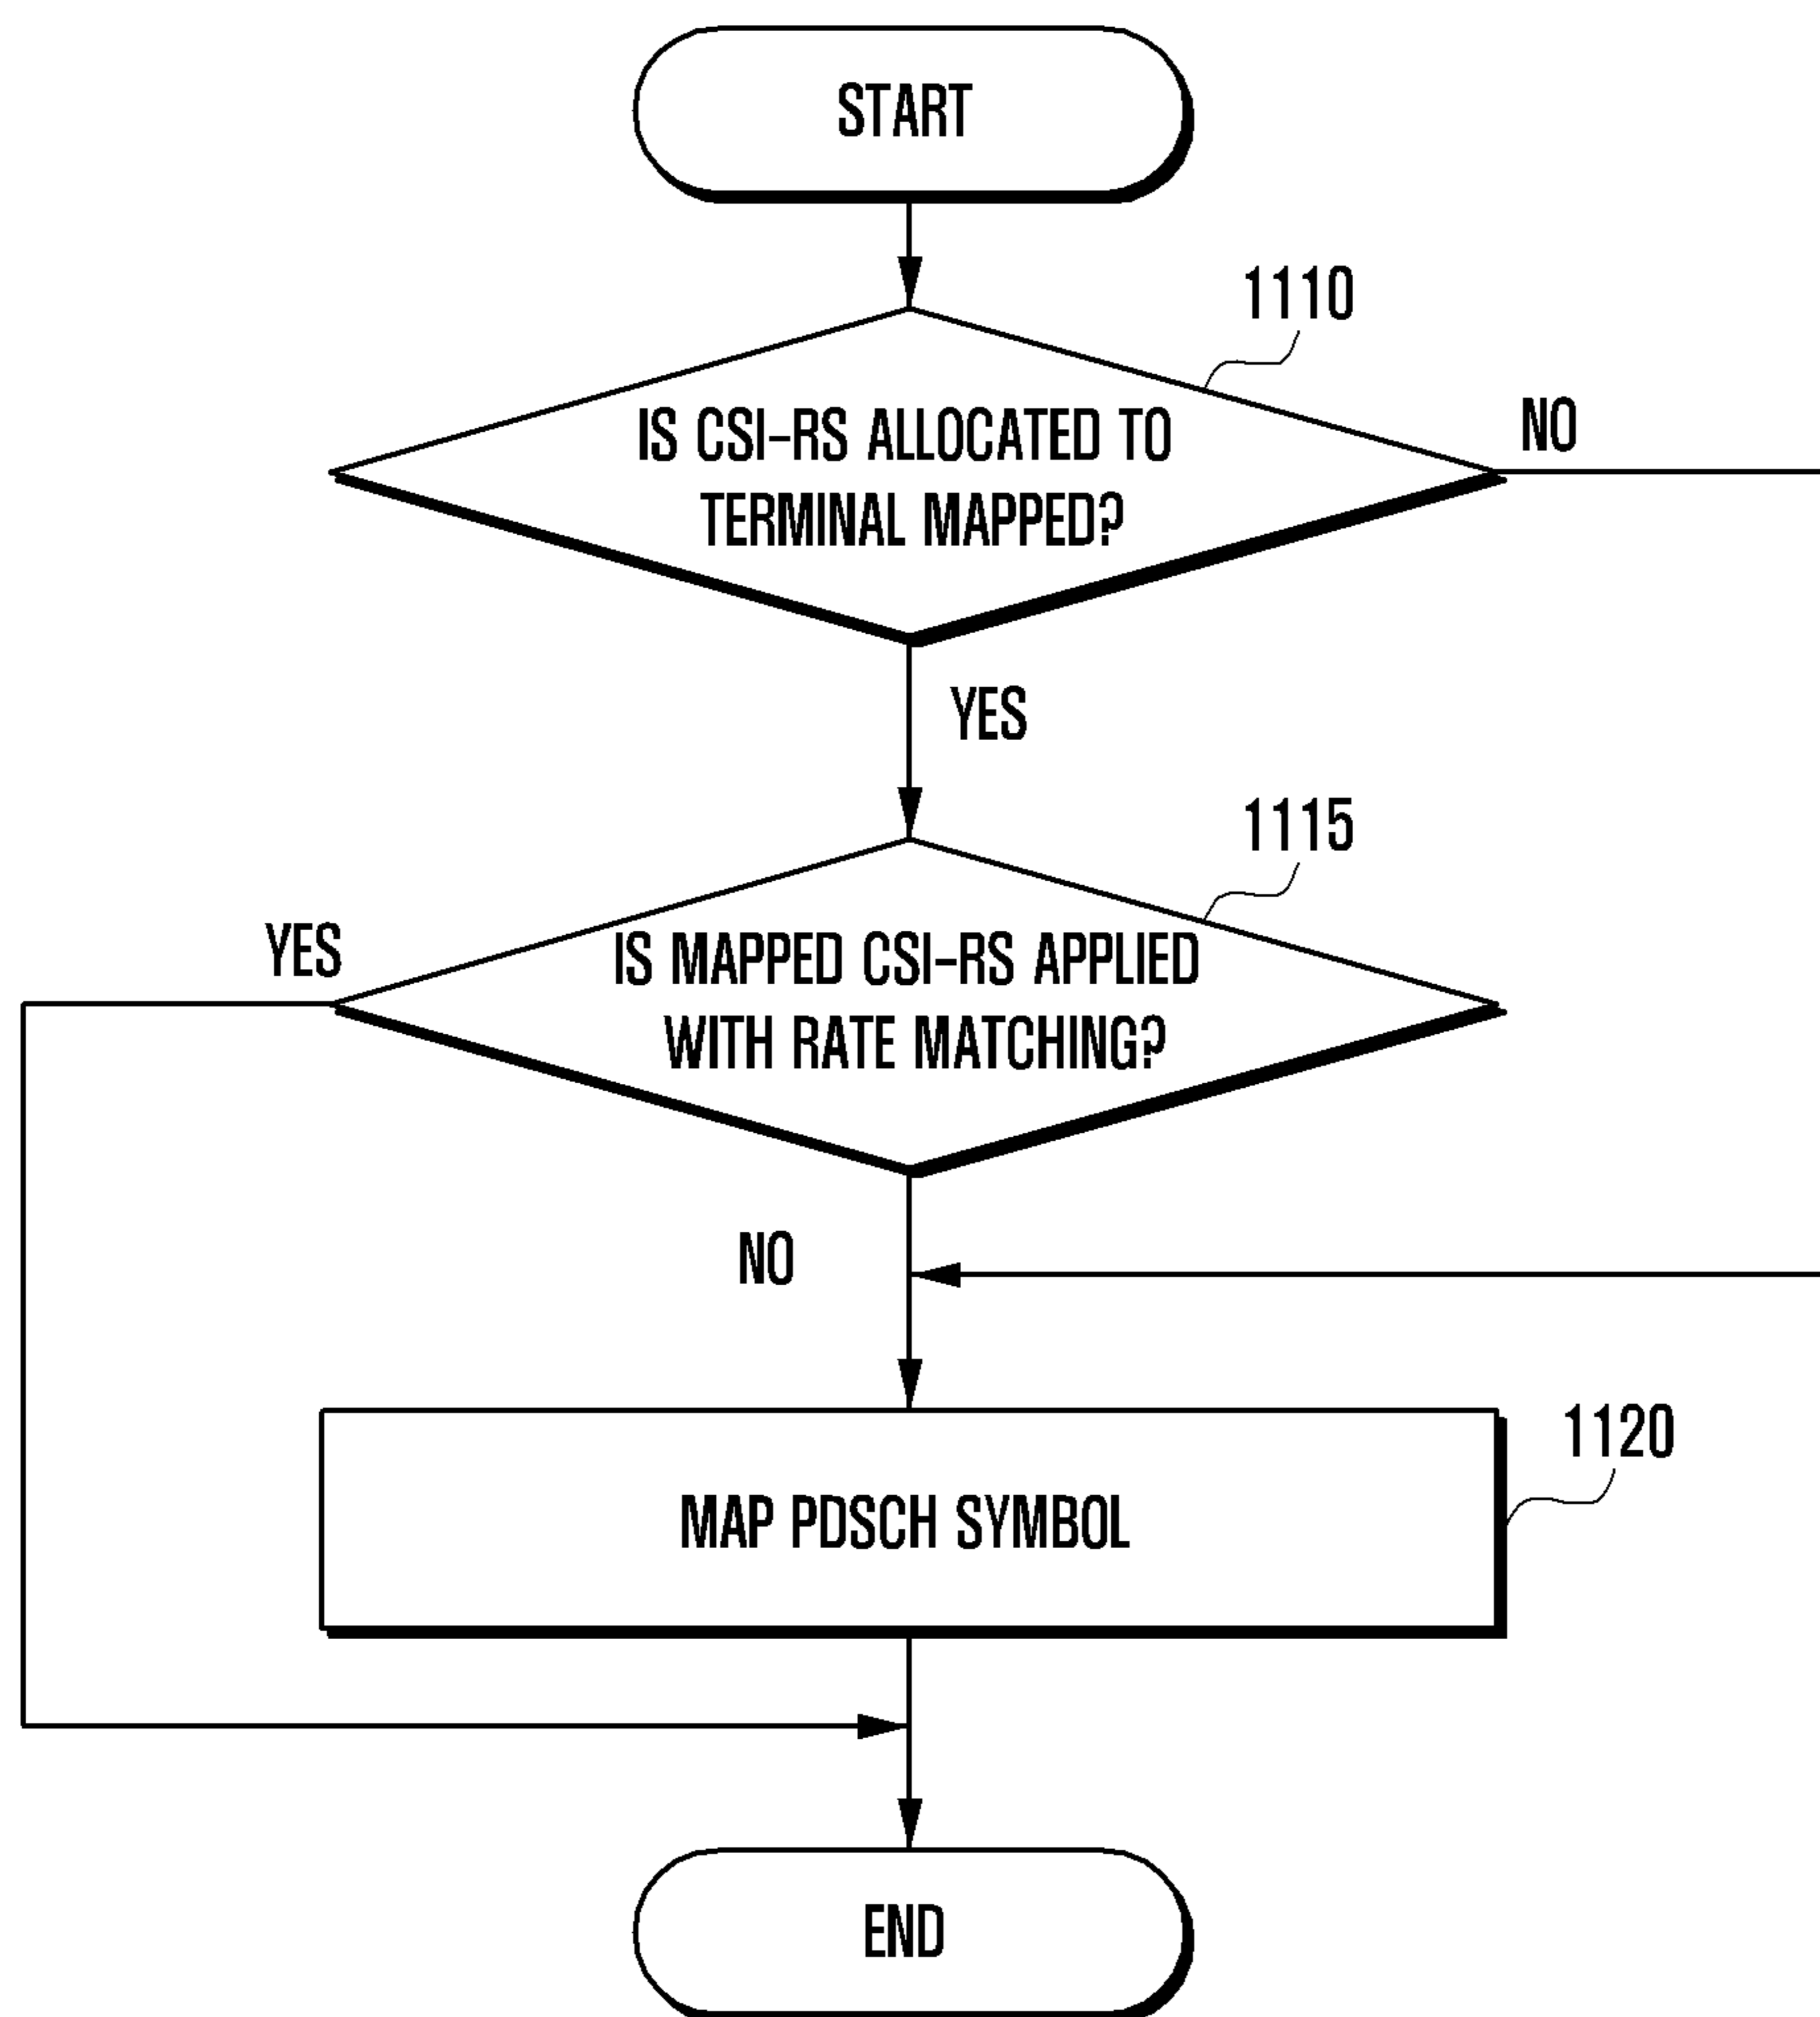 START
1110
IS CSI-RS ALLOCATED TO
TERMINAL MAPPED?
NO
YES
1115
YES
IS MAPPED CSI-RS APPLIED
WITH RATE MATCHING?
NO
1120
MAP PDSCH SYMBOL
END